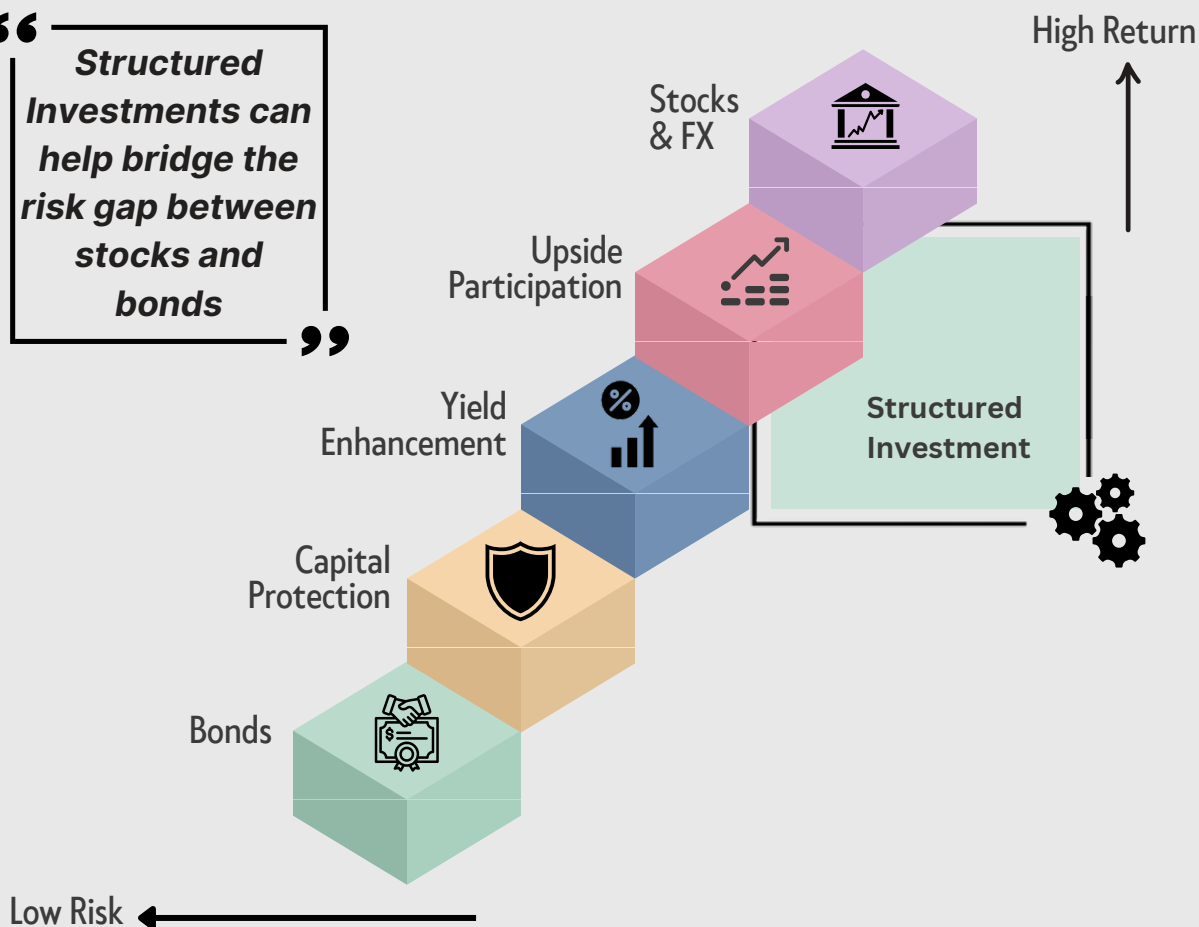 “
Structured
Investments can
help bridge the
risk gap between
stocks and
bonds
”
High Return
Stocks
& FX
Upside
Participation
Yield
Enhancement
%
Structured
Investment
Capital
Protection
Bonds
$
Low Risk